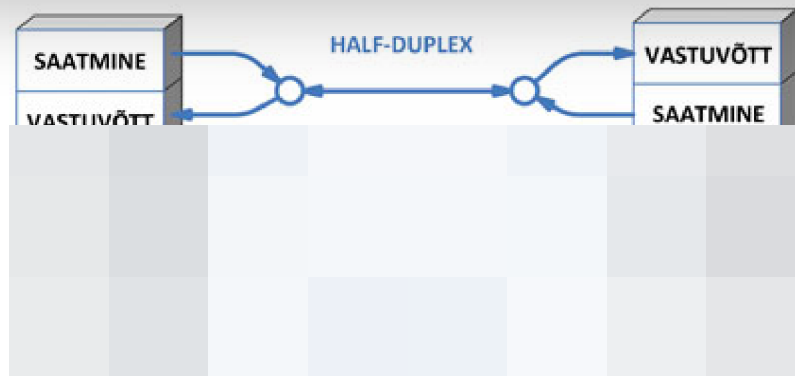 SAATMINE
HALF-DUPLEX
VASTUVÕTT
VASTUVÕTT
SAATMINE